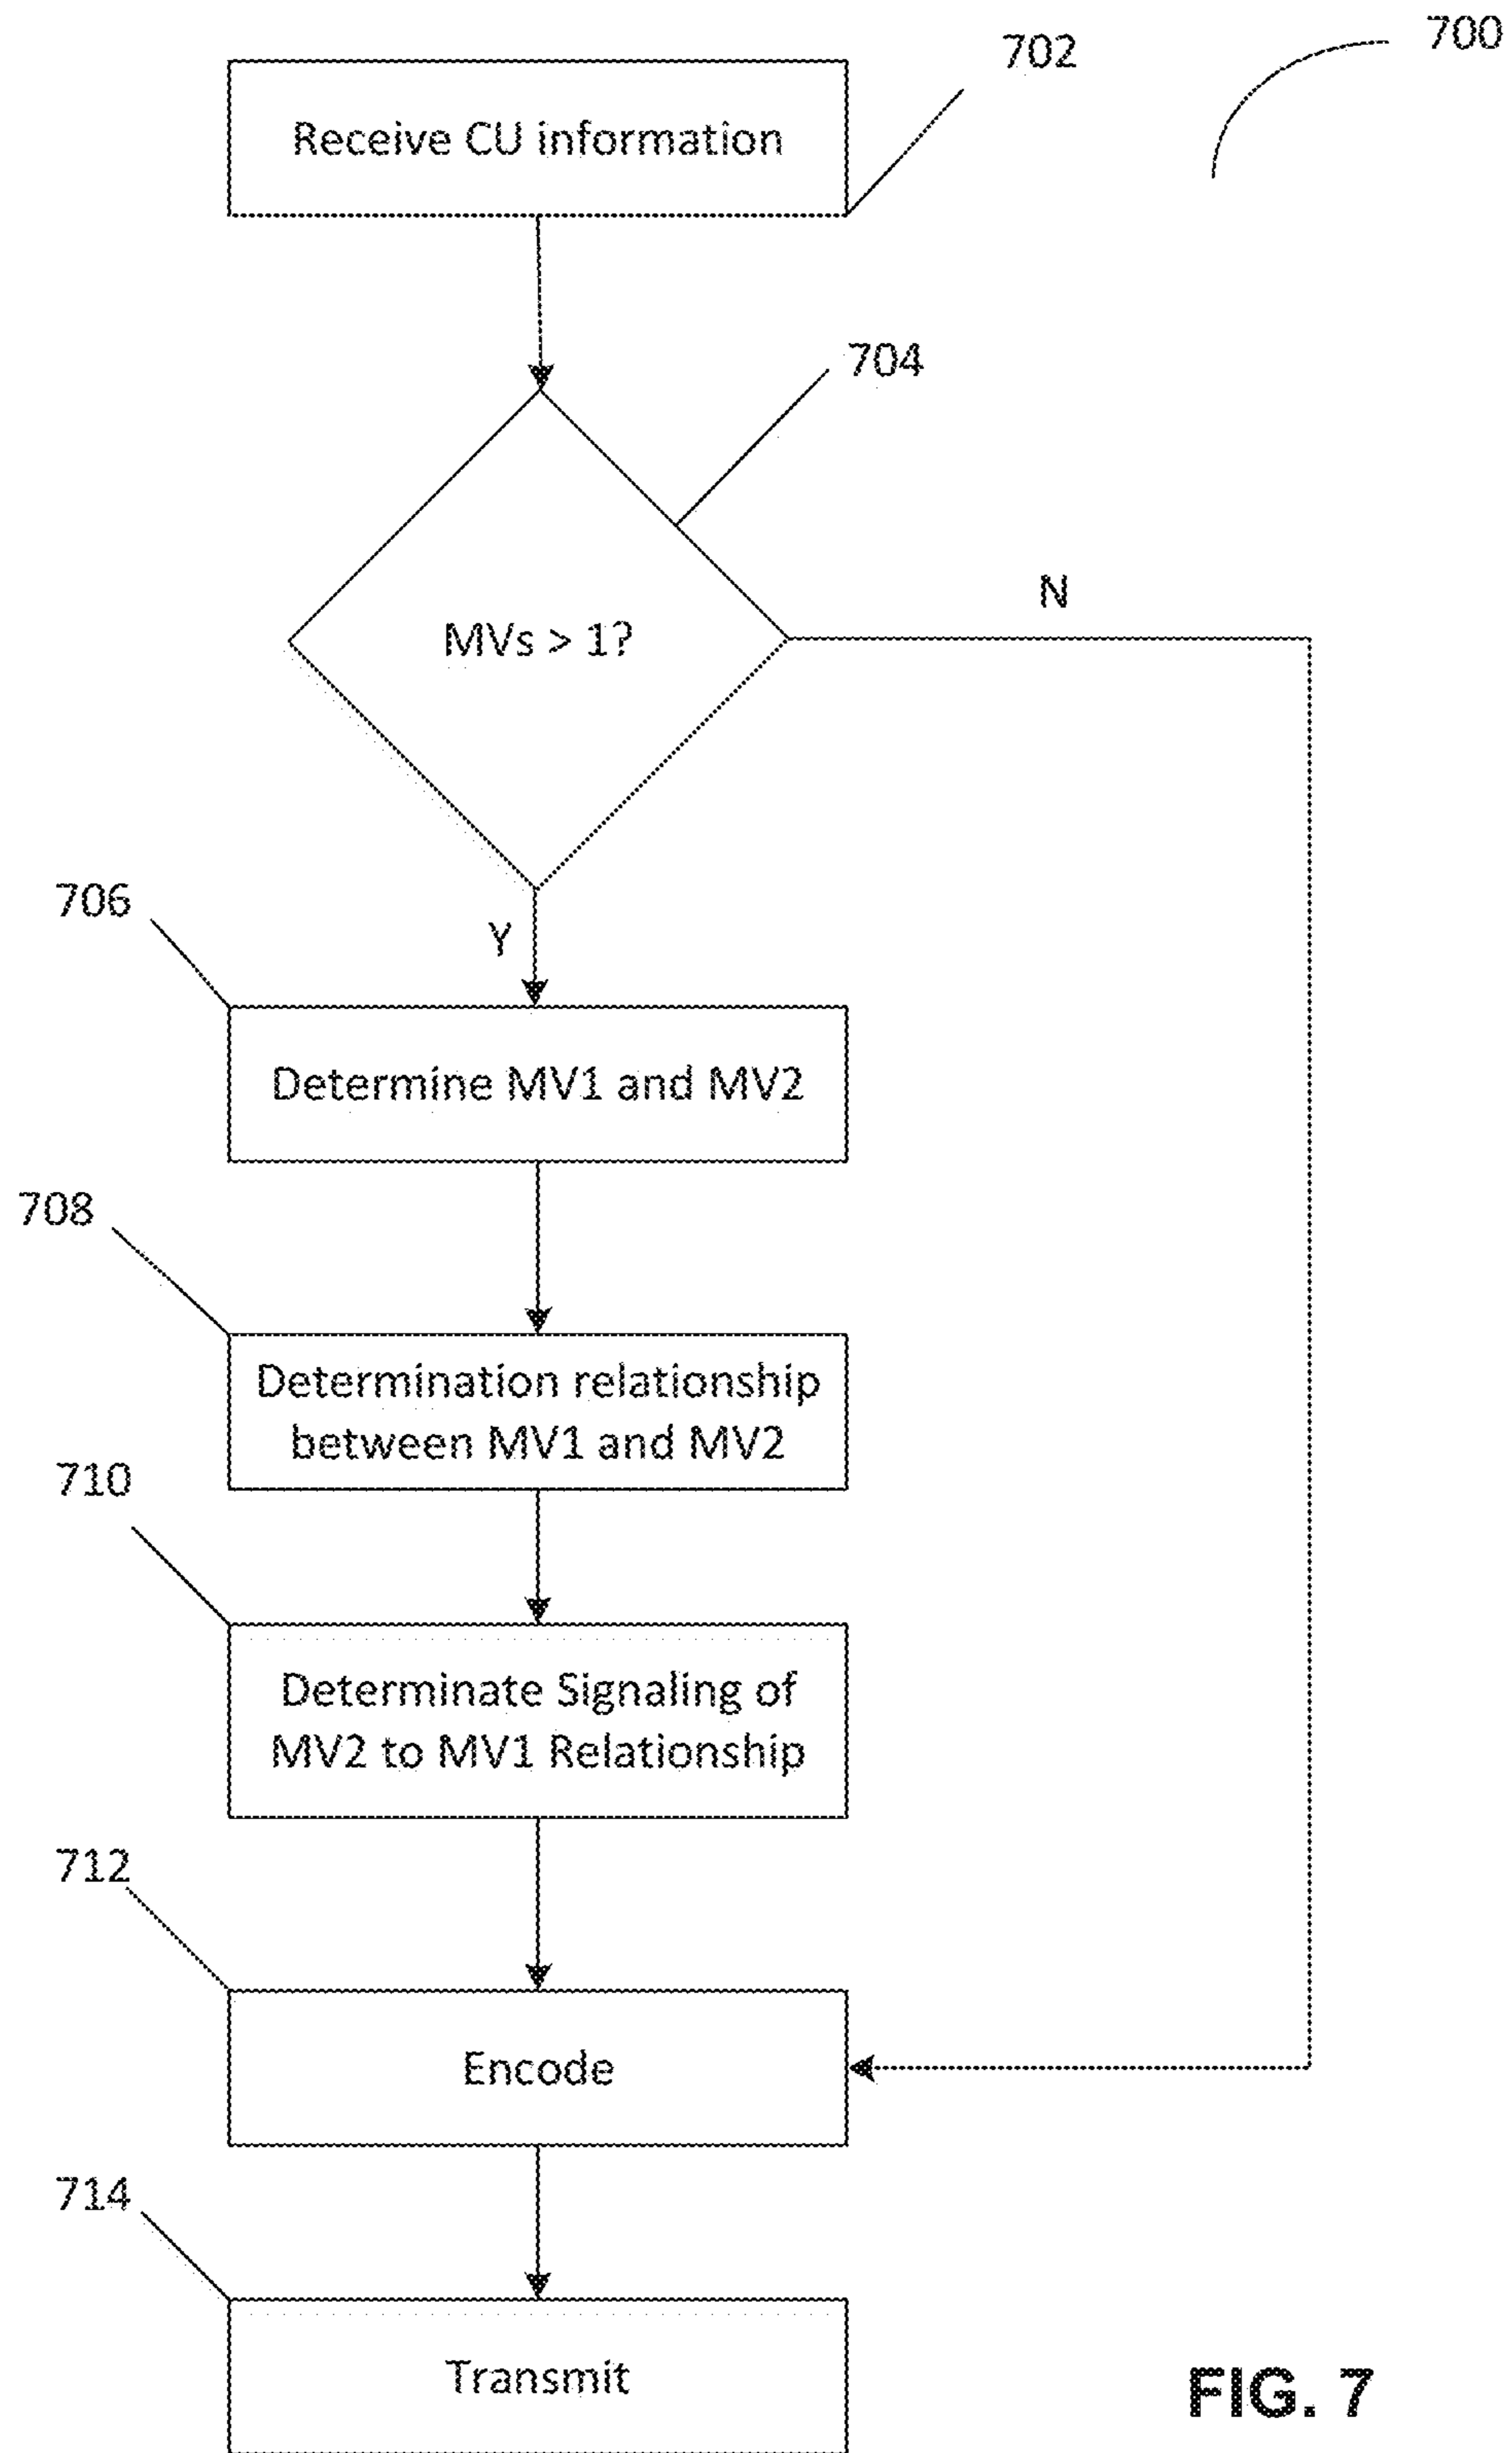 700
702
Receive CU information
704
MVs > 1?
N
Y
706
Determine MV1 and MV2
708
Determination relationship
between MV1 and MV2
710
Determinate Signaling of
MV2 to MV1 Relationship
712
Encode
714
Transmit
FIG. 7